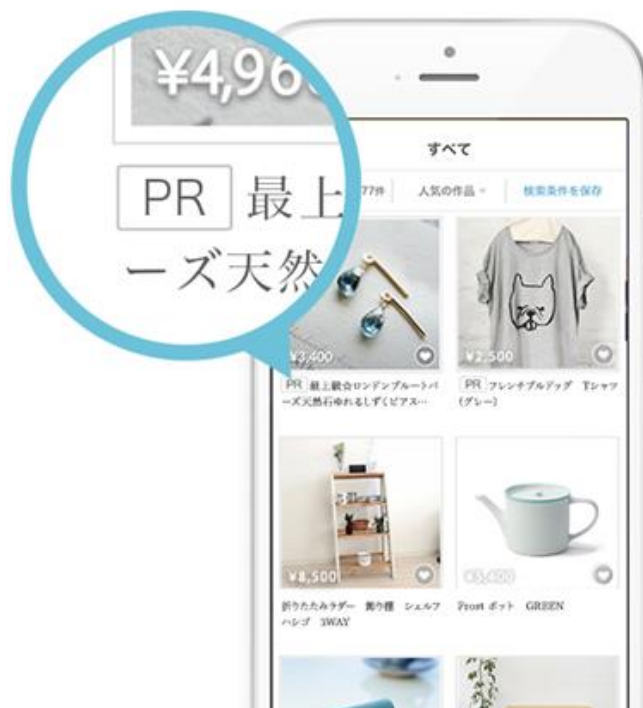 ¥4,96
PR 最上
ーズ天然
すべて
77件
人気の作品
検索条件を保存
¥3,400
¥2,500
PR 最上級☆ロンドンブルートパ
ーズ天然石ゆれるしずくピアス…
PR フレンチブルドッグ Tシャツ
(グレー)
¥8,500
¥3,400
折りたたみラダー 飾り棚 シェルフ
ハシゴ 3WAY
Frost ポット GREEN